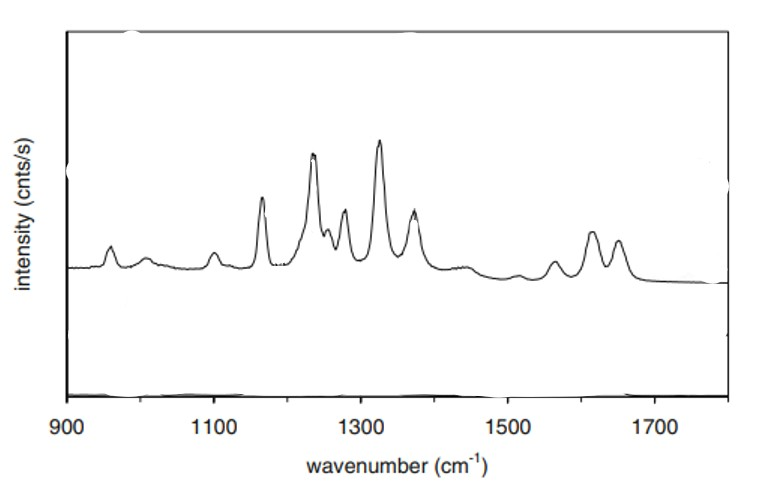 intensity (cnts/s)
900 1100 1300 1500 1700
wavenumber (cm-1)